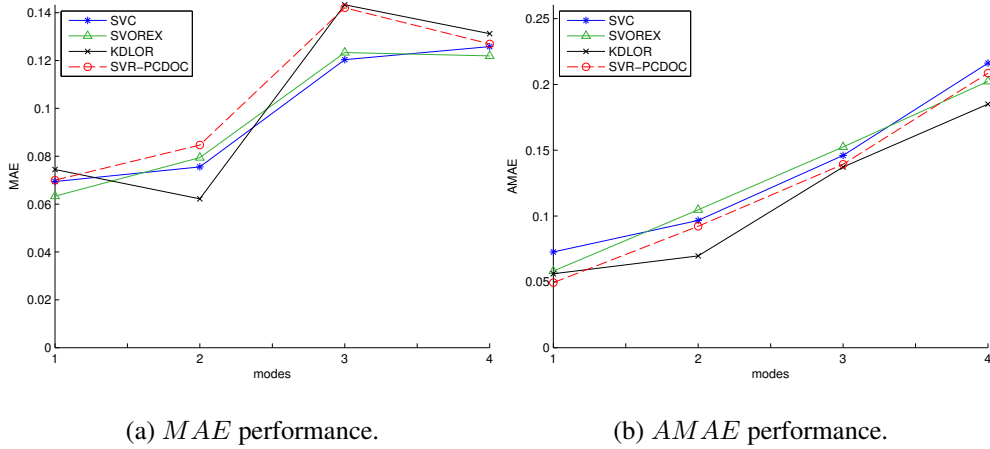 SVC
SVOREX
KDLOR
SVR−PCDOC
0.14
0.12
0.1
0.08
0.06
0.04
0.02
0
MAE
1
2
3
4
modes
(a) MAE performance.
SVC
SVOREX
KDLOR
SVR−PCDOC
0.25
0.2
0.15
0.1
0.05
0
AMAE
1
2
3
4
modes
(b) AMAE performance.